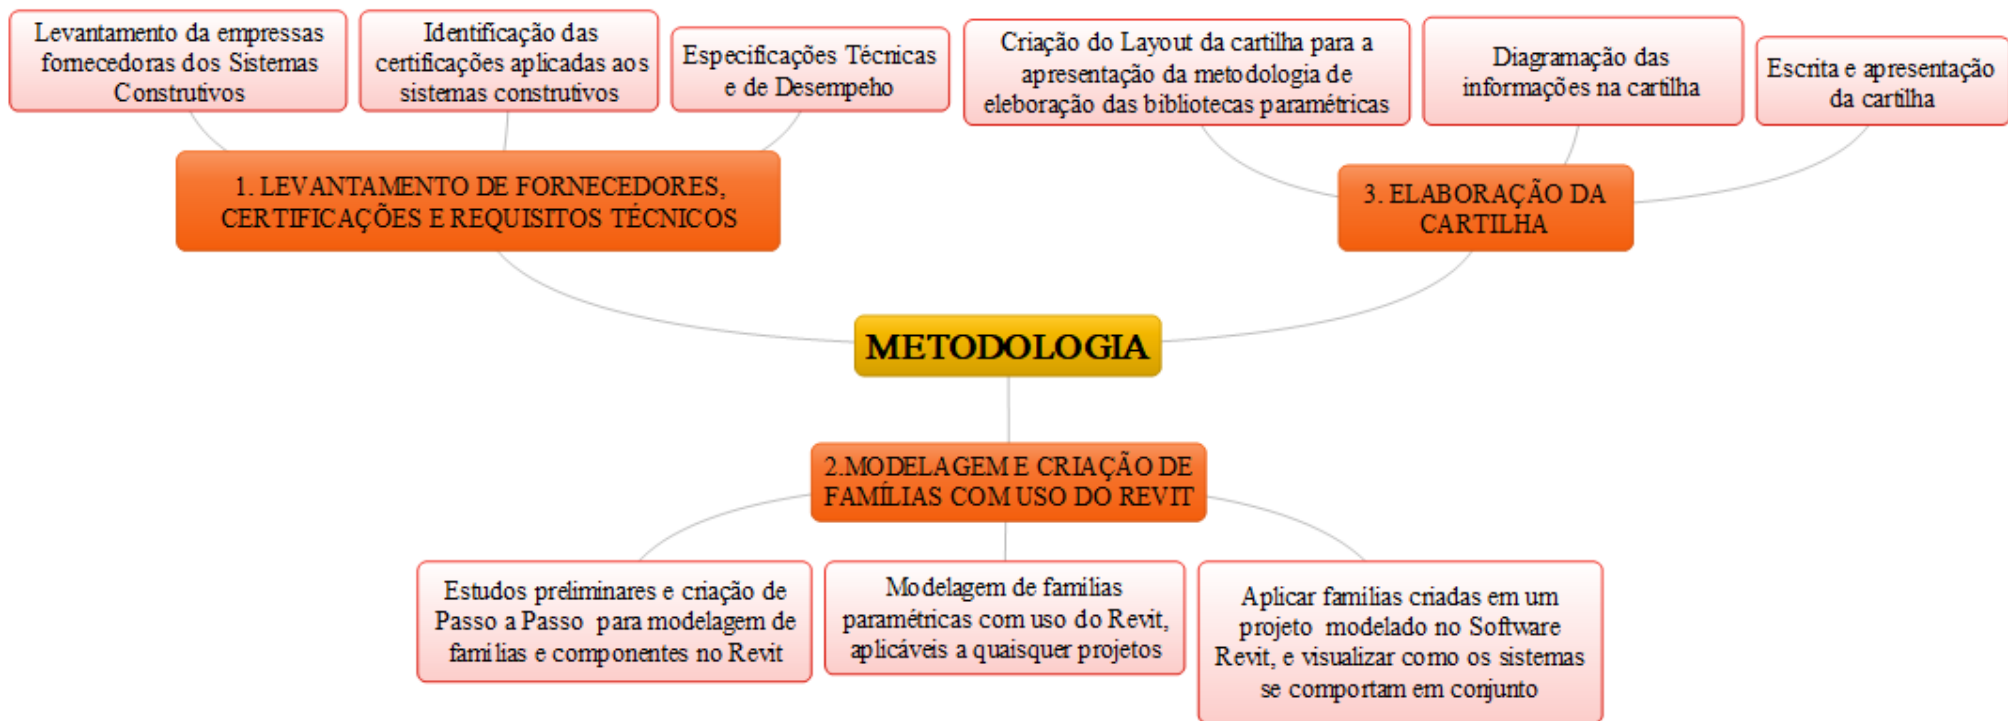 Levantamento da empressas
fornecedoras dos Sistemas
Construtivos
Identificação das
certificações aplicadas aos
sistemas construtivos
Especificações Técnicas
e de Desempeho
Criação do Layout da cartilha para a
apresentação da metodologia de
eleboração das bibliotecas paramétricas
Diagramação das
informações na cartilha
Escrita e apresentação
da cartilha
1. LEVANTAMENTO DE FORNECEDORES,
CERTIFICAÇÕES E REQUISITOS TÉCNICOS
3. ELABORAÇÃO DA
CARTILHA
METODOLOGIA
2.MODELAGEM E CRIAÇÃO DE
FAMÍLIAS COM USO DO REVIT
Estudos preliminares e criação de
Passo a Passo para modelagem de
famílias e componentes no Revit
Modelagem de famílias
paramétricas com uso do Revit,
aplicáveis a quaisquer projetos
Aplicar famílias criadas em um
projeto modelado no Software
Revit, e visualizar como os sistemas
se comportam em conjunto